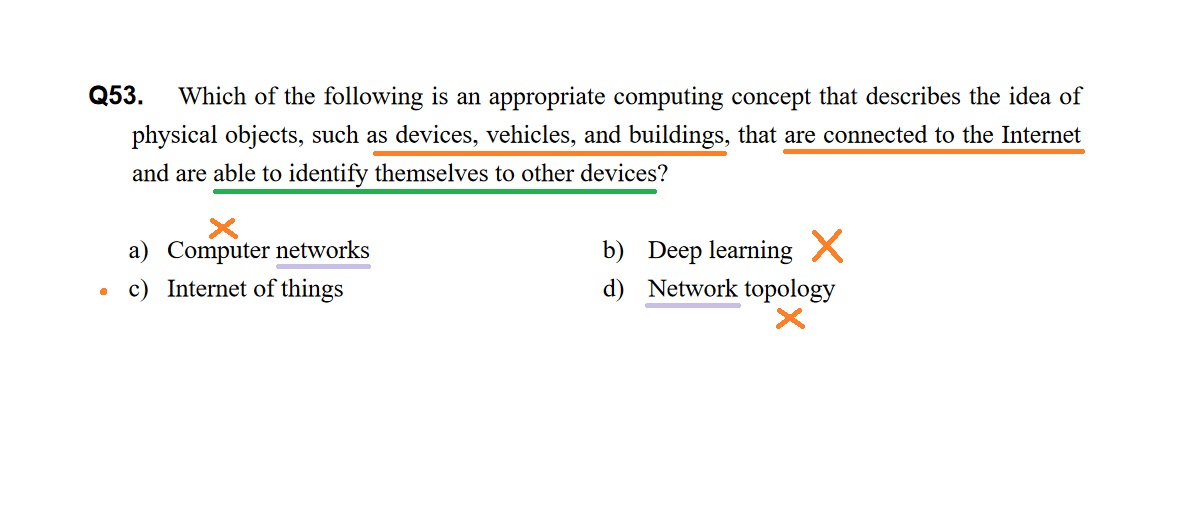 Q53. Which of the following is an appropriate computing concept that describes the idea of
physical objects, such as devices, vehicles, and buildings, that are connected to the Internet
and are able to identify themselves to other devices?
a) Computer networks b) Deep learning
c) Internet of things d) Network topology